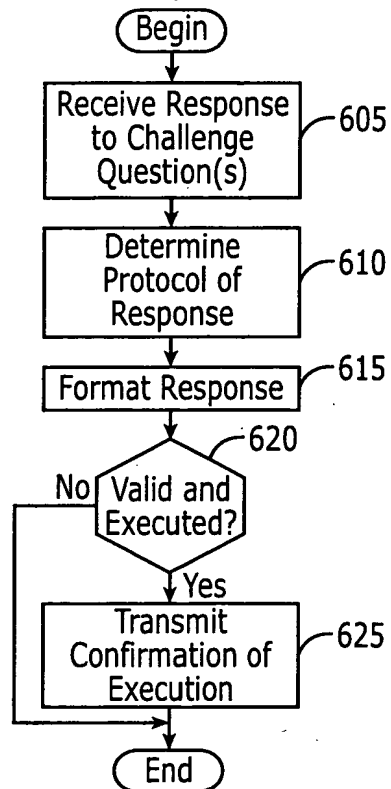 Begin
Receive Response
to Challenge
Question(s)
605
Determine
Protocol of
Response
610
Format Response
615
620
Valid and
Executed?
No
Yes
Transmit
Confirmation of
Execution
625
End